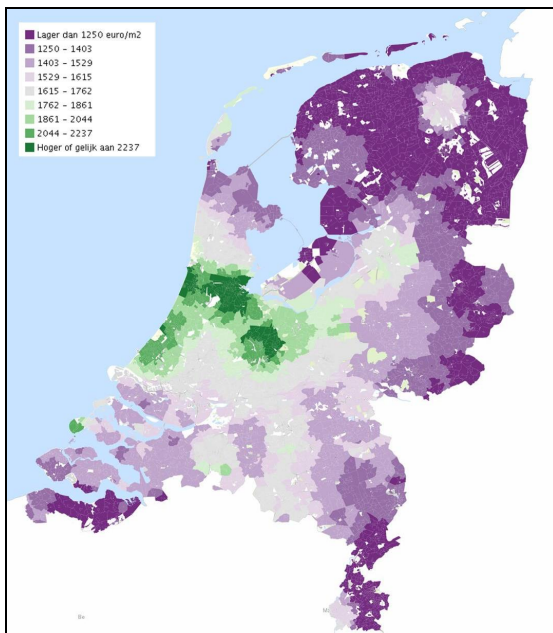 Lager dan 1250 euro/m2
1250 - 1403
1403 - 1529
1529 - 1615
1615 - 1762
1762 - 1861
1861 - 2044
2044 - 2237
Hoger of gelijk aan 2237
Be